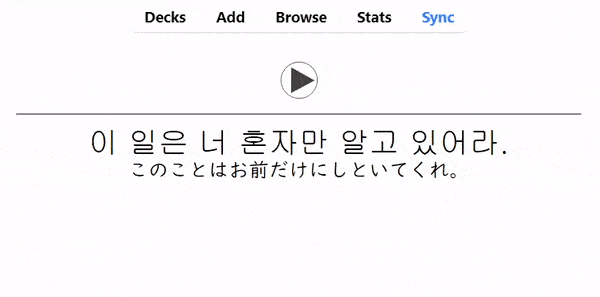 Decks Add Browse Stats Sync
이 일은 너 혼자만 알고 있어라.
このことはお前だけにしといてくれ。